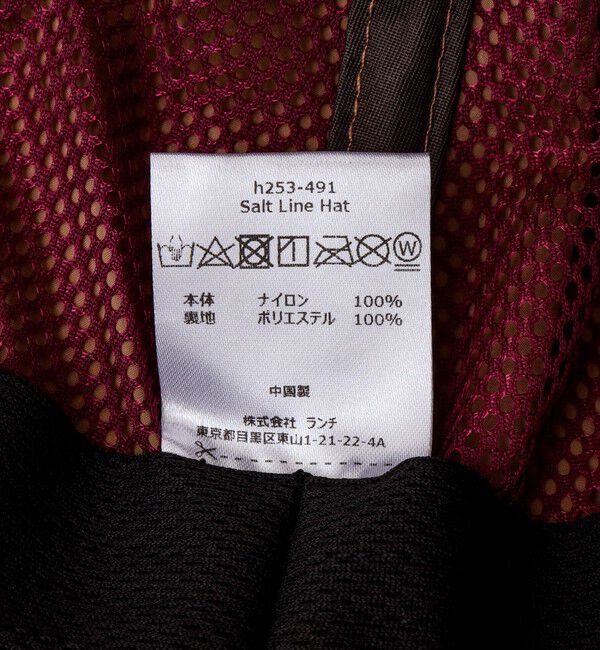 h253-491
Salt Line Hat
W
本体 ナイロン 100%
裏地 ポリエステル 100%
中国製
株式会社 ランチ
東京都目黒区東山1-21-22-4A